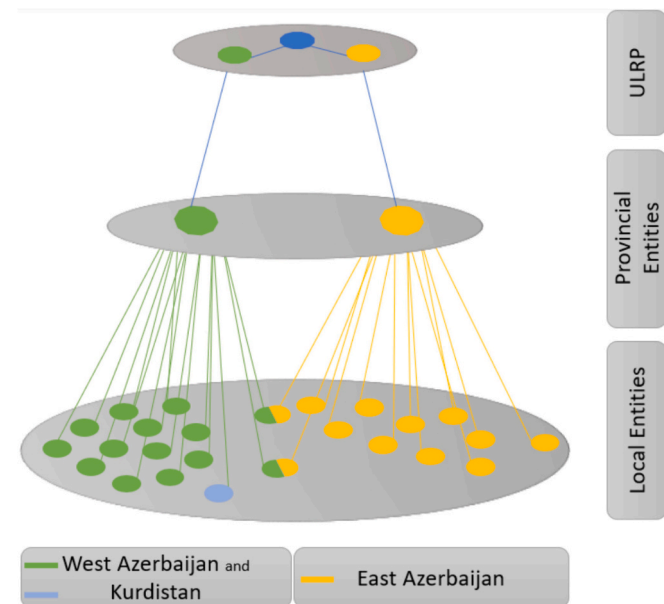 ULRP
Provincial
Entities
Local Entities
West Azerbaijan and
Kurdistan
East Azerbaijan